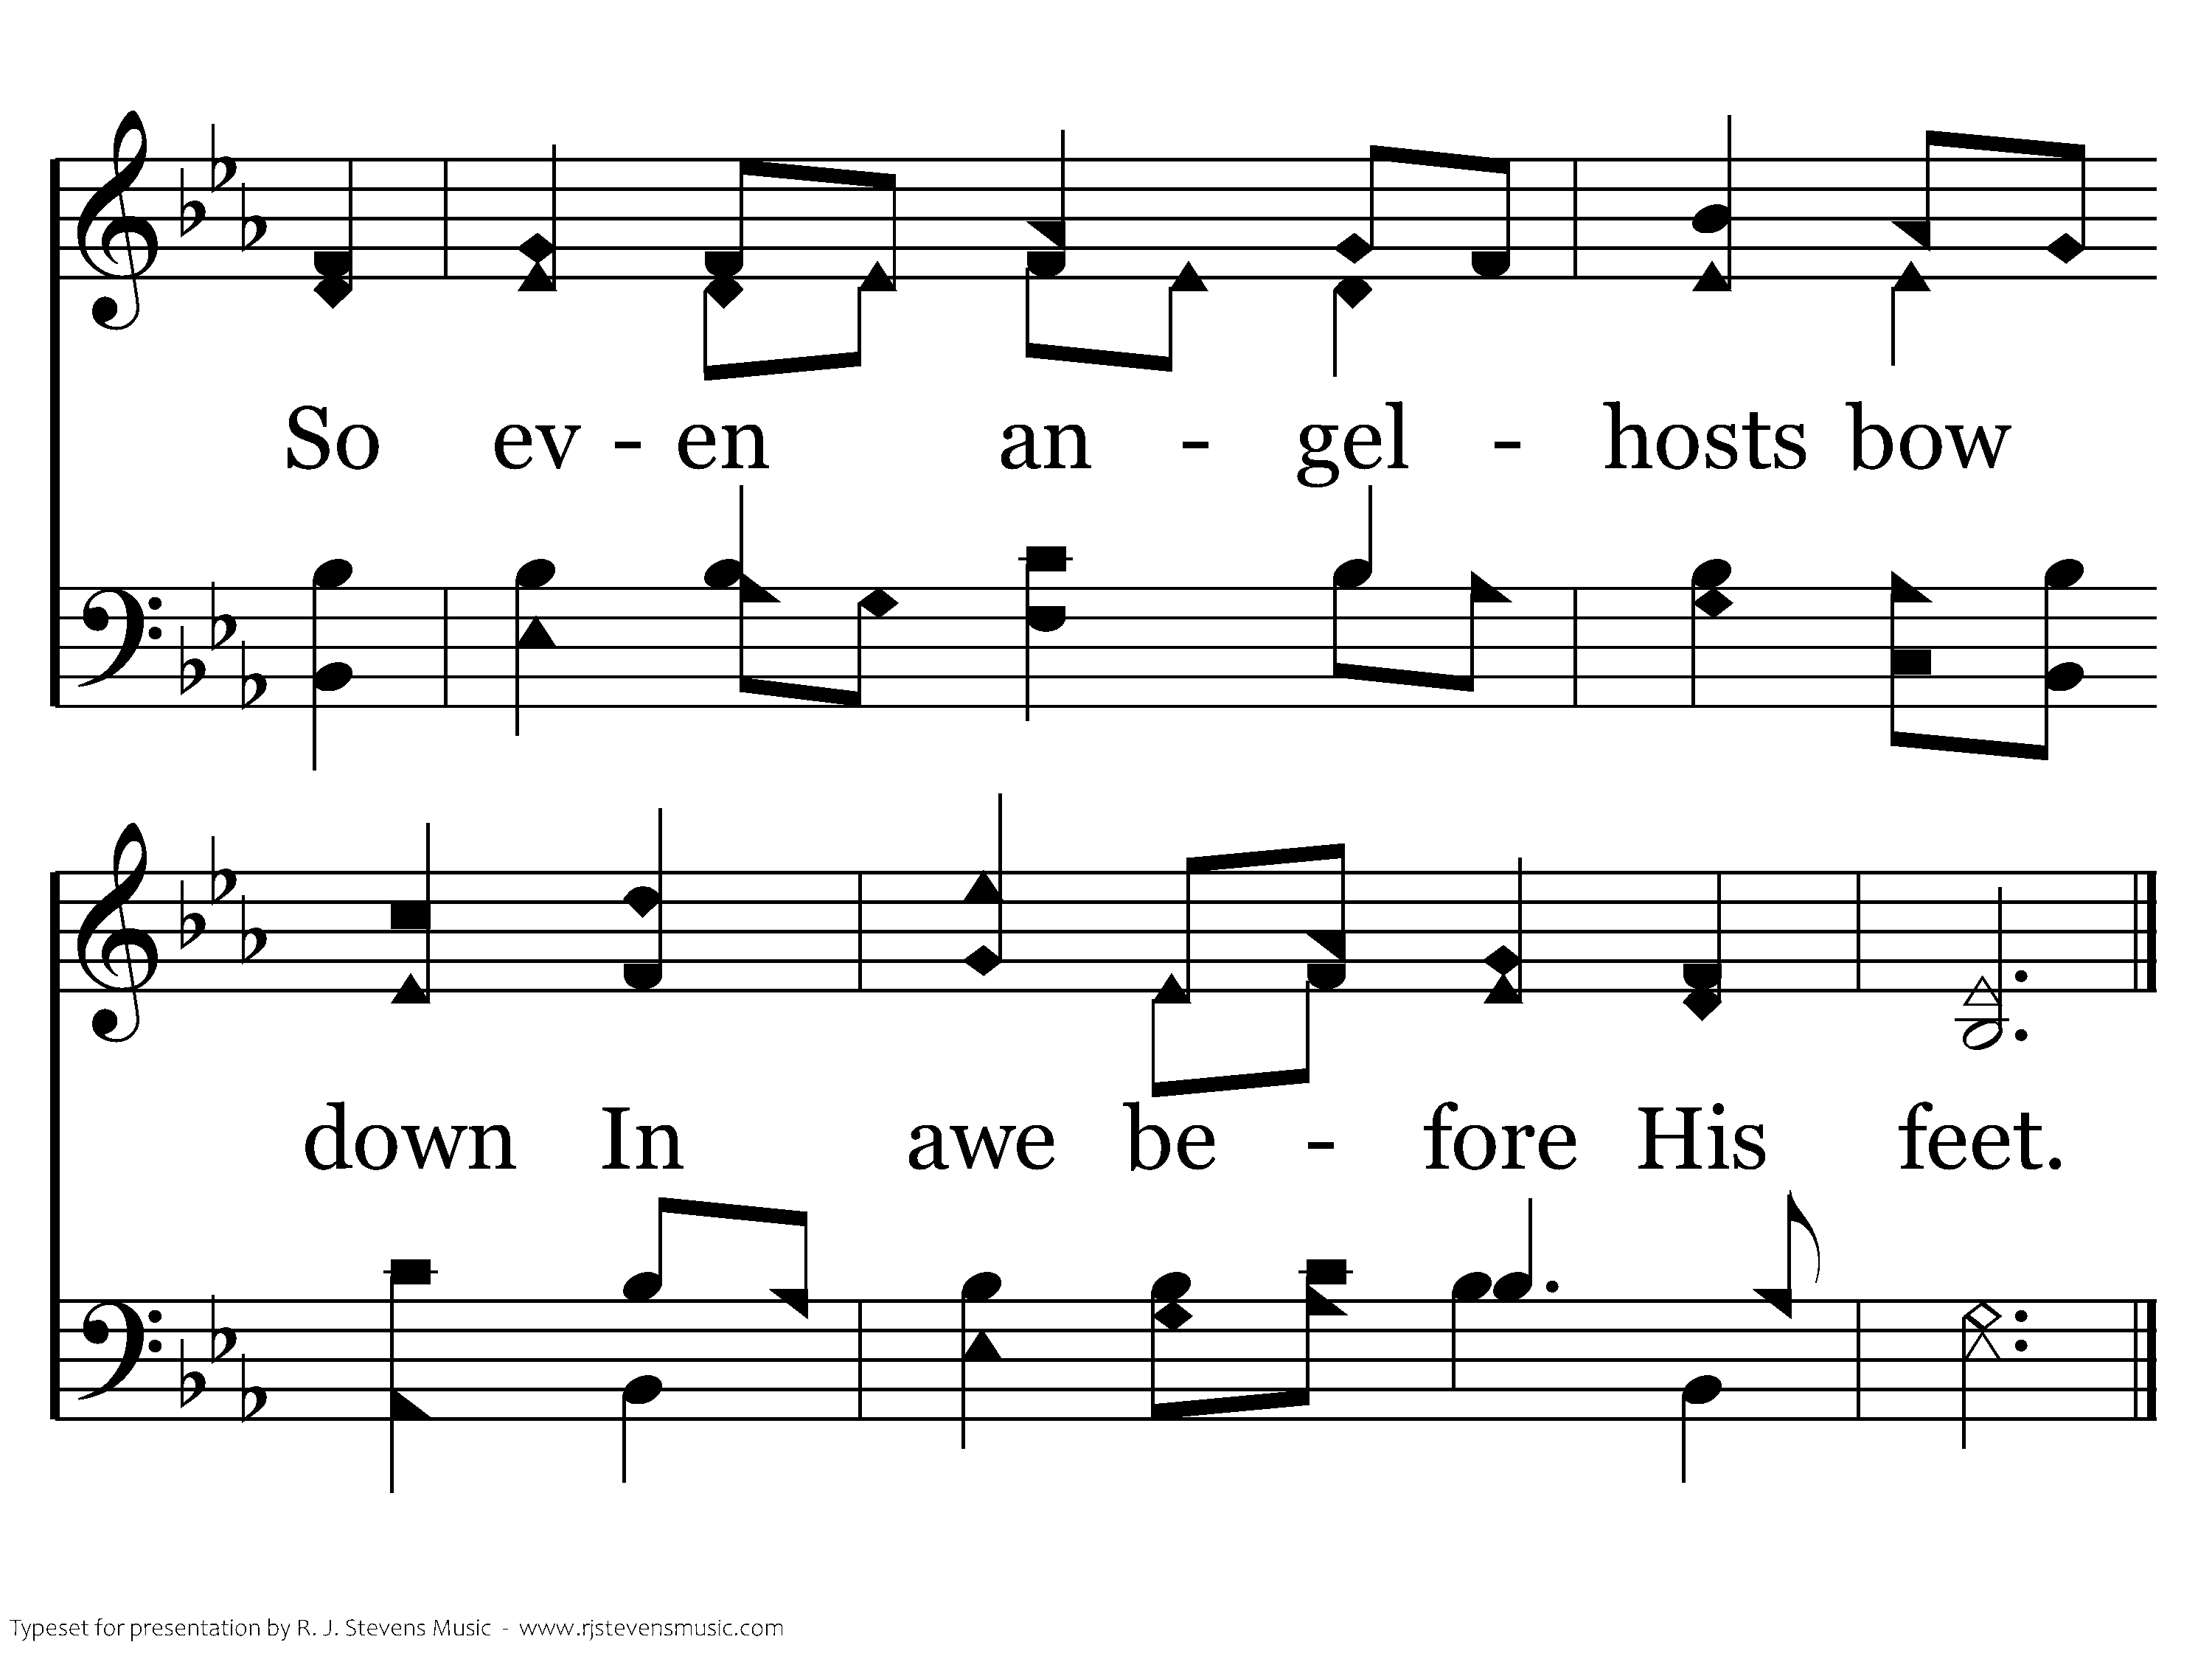 So ev - en an - gel - hosts bow
down In awe be - fore His feet.
Typeset for presentation by R. J. Stevens Music - www.rjstevensmusic.com